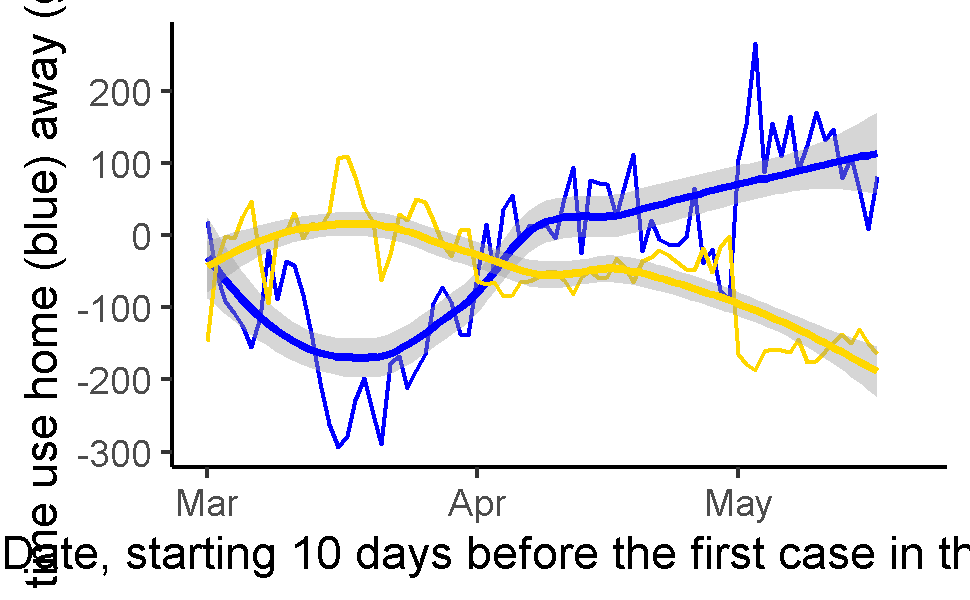 time use home (blue) away (
200
100
0
-100
-200
-300
Mar Apr May
Date, starting 10 days before the first case in th